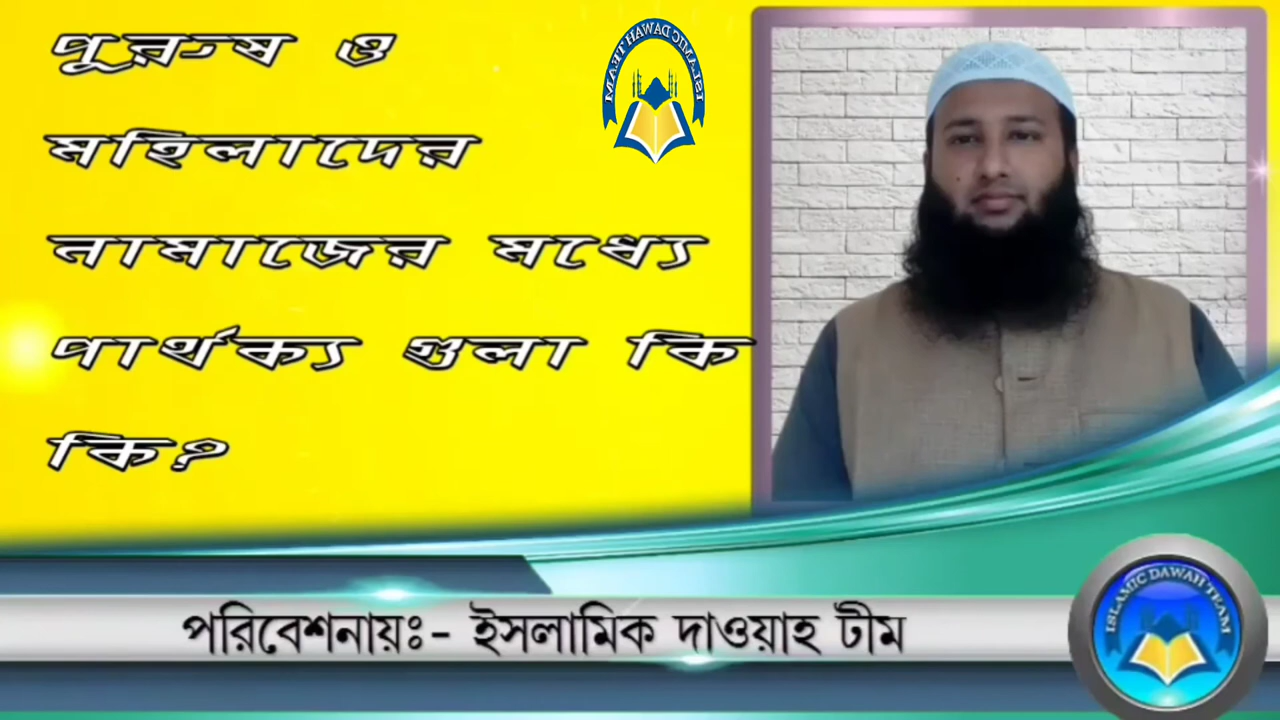 পুরুষ ও
মহিলাদের
নামাজের মধ্যে
পার্থক্য গুলা কি
কি?
ISLAMIC DAWAH TEAM
পরিবেশনায়ঃ- ইসলামিক দাওয়াহ টীম
ISLAMIC DAWAH TEAM